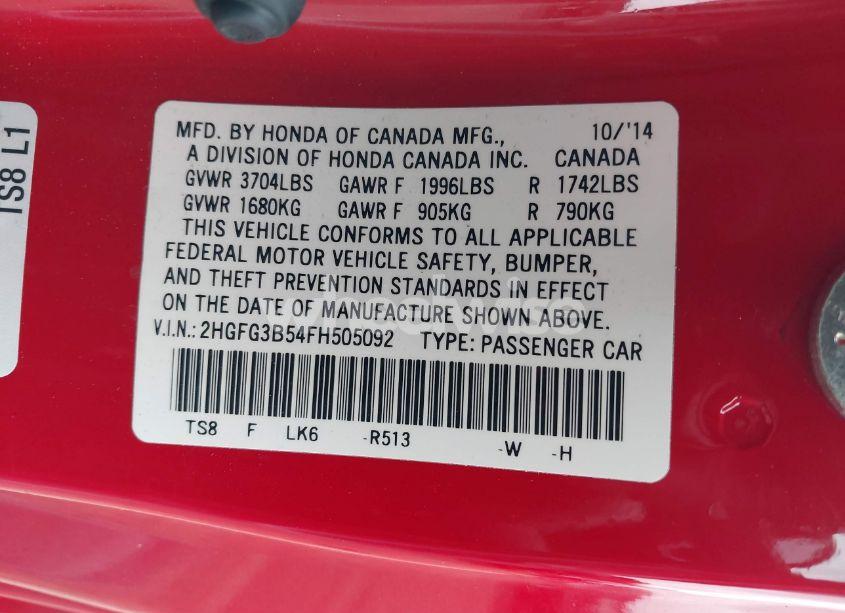 MFD. BY HONDA OF CANADA MFG., 10/'14
A DIVISION OF HONDA CANADA INC. CANADA
GVWR 3704LBS GAWR F 1996LBS R 1742LBS
GVWR 1680KG GAWR F 905KG R 790KG
THIS VEHICLE CONFORMS TO ALL APPLICABLE
FEDERAL MOTOR VEHICLE SAFETY, BUMPER,
AND THEFT PREVENTION STANDARDS IN EFFECT
ON THE DATE OF MANUFACTURE SHOWN ABOVE.
V.I.N.: 2HGFG3B54FH505092 TYPE: PASSENGER CAR
TS8 F LK6 -R513 -W -H
TS8 L1